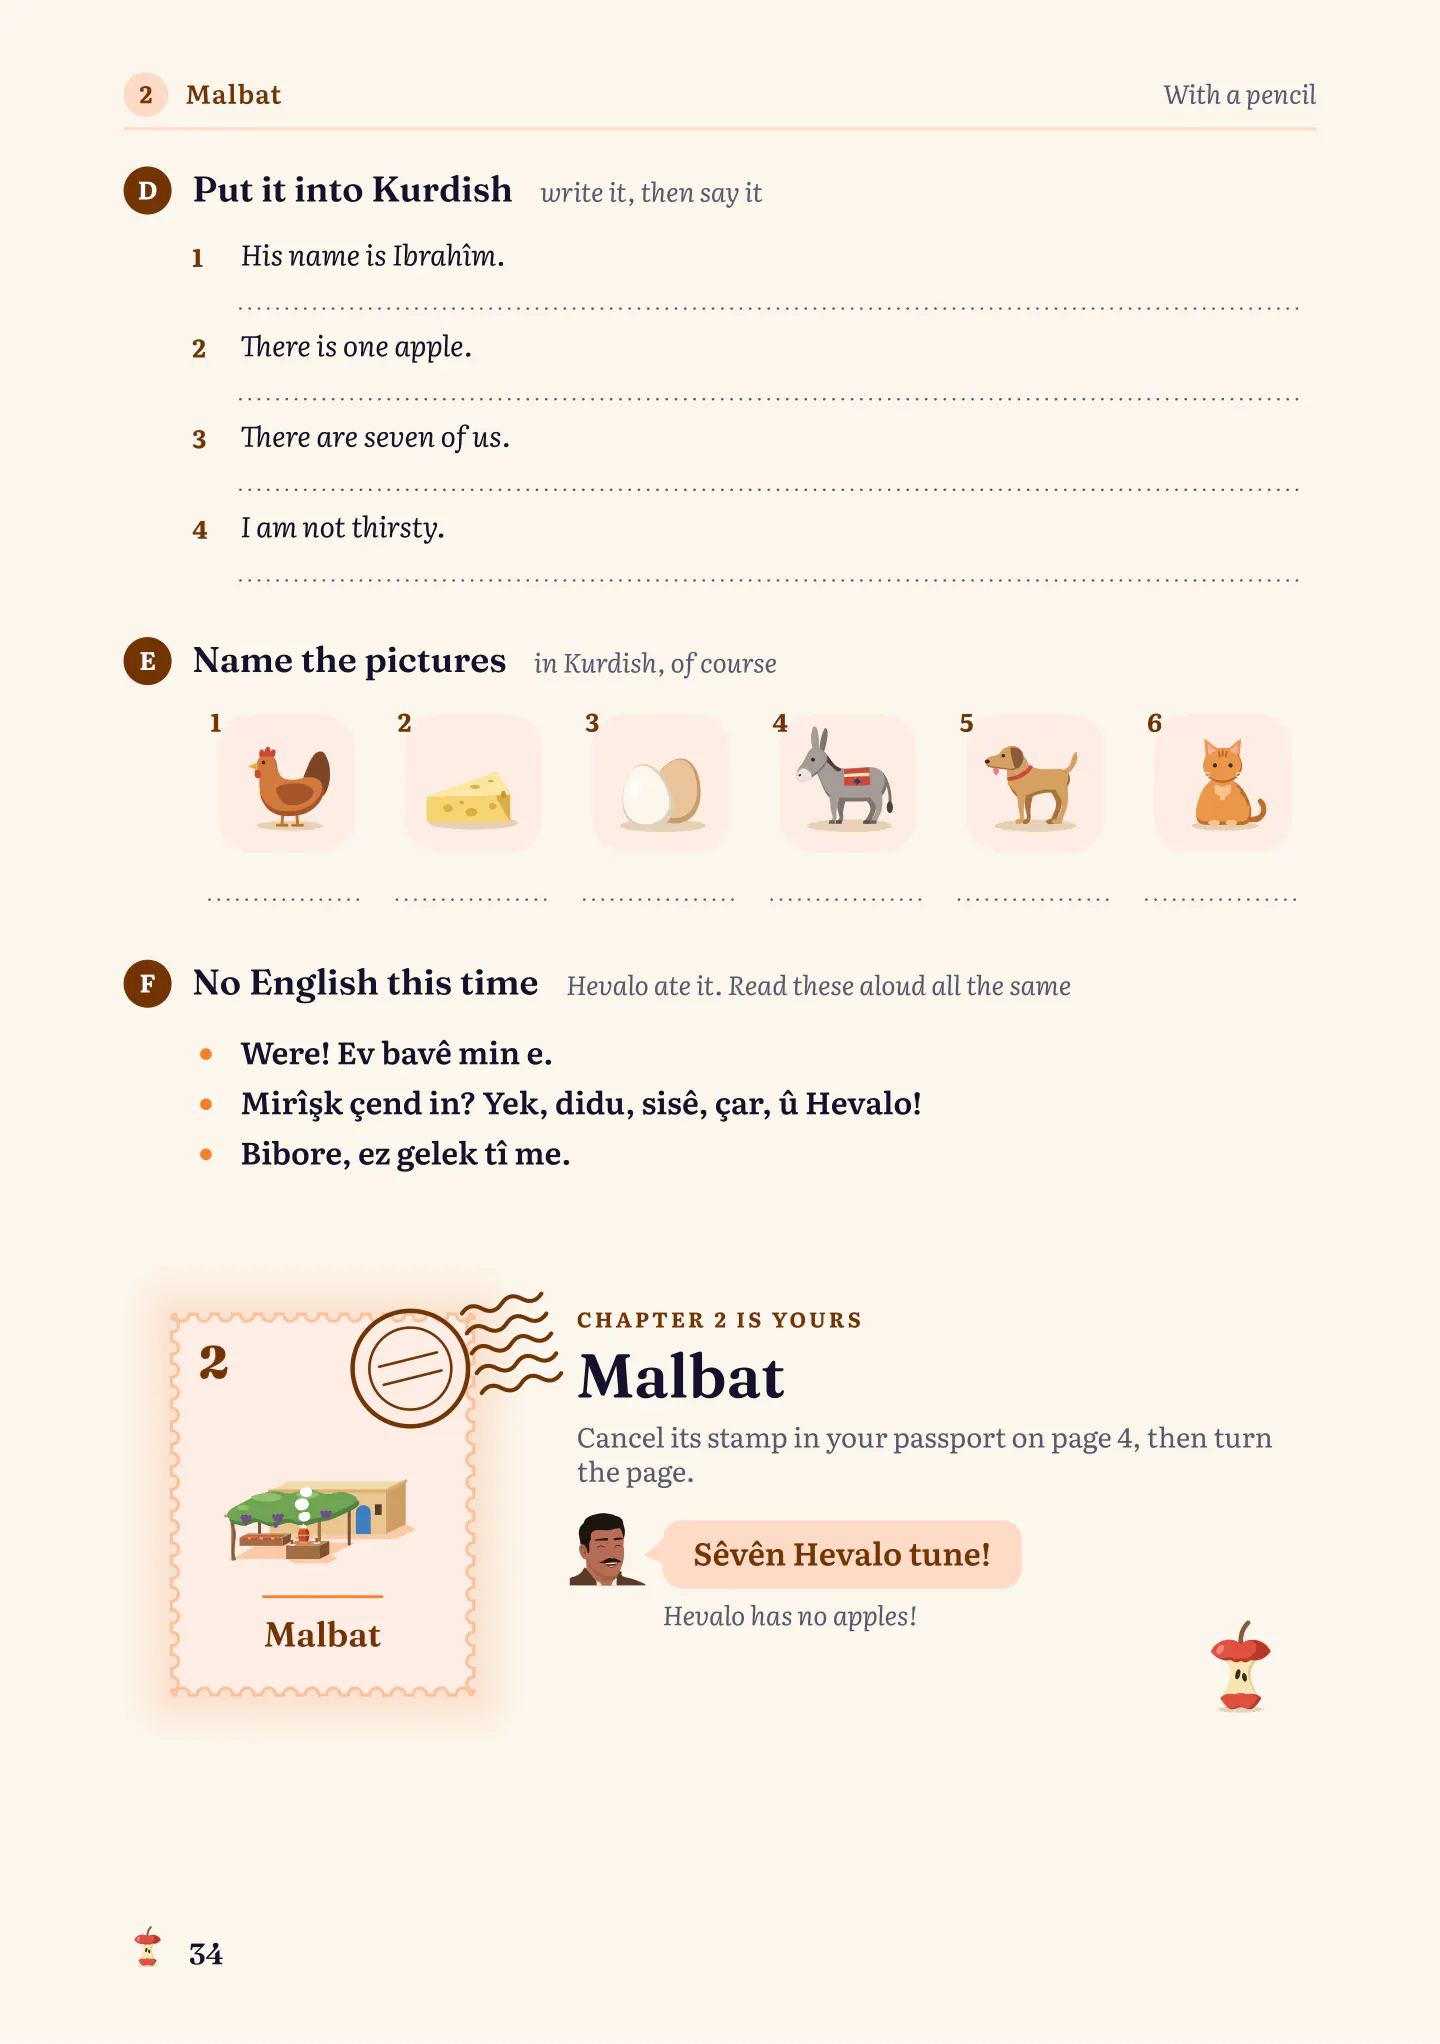 2 Malbat With a pencil
D Put it into Kurdish write it, then say it
1 His name is Ibrahîm.
2 There is one apple.
3 There are seven of us.
4 I am not thirsty.
E Name the pictures in Kurdish, of course
1 2 3 4 5 6
F No English this time Hevalo ate it. Read these aloud all the same
• Were! Ev bavê min e.
• Mirîşk çend in? Yek, didu, sisê, çar, û Hevalo!
• Bibore, ez gelek tî me.
2
Malbat
CHAPTER 2 IS YOURS
Malbat
Cancel its stamp in your passport on page 4, then turn
the page.
Sêvên Hevalo tune!
Hevalo has no apples!
34